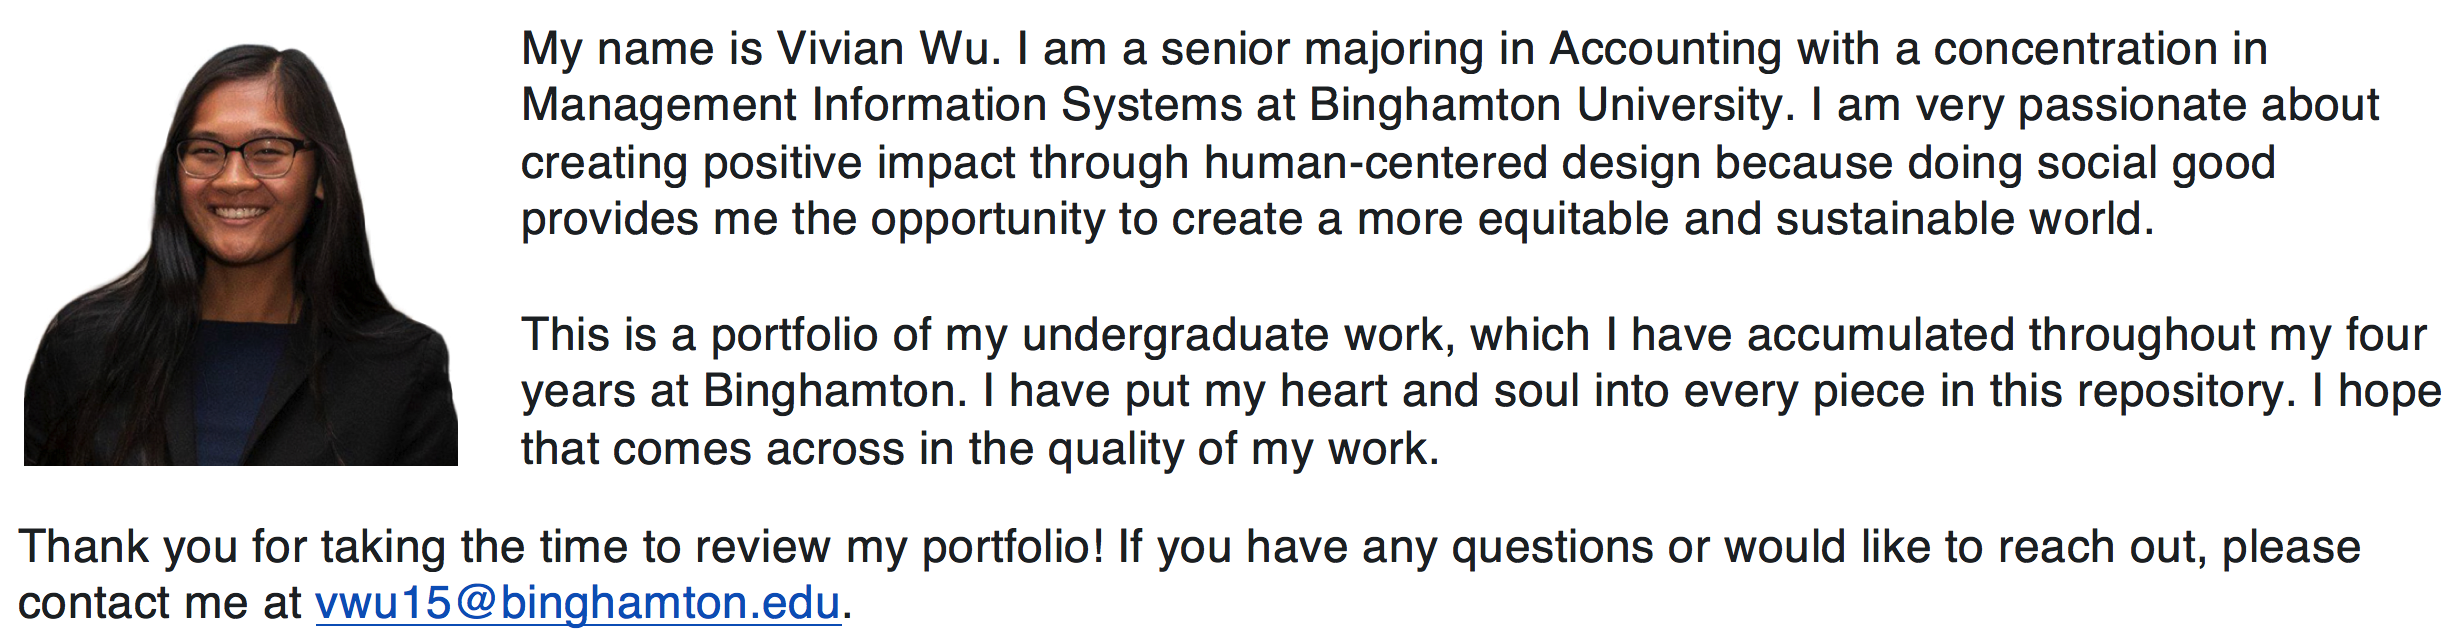 My name is Vivian Wu. I am a senior majoring in Accounting with a concentration in
Management Information Systems at Binghamton University. I am very passionate about
creating positive impact through human-centered design because doing social good
provides me the opportunity to create a more equitable and sustainable world.
This is a portfolio of my undergraduate work, which I have accumulated throughout my four
years at Binghamton. I have put my heart and soul into every piece in this repository. I hope
that comes across in the quality of my work.
Thank you for taking the time to review my portfolio! If you have any questions or would like to reach out, please
contact me at vwu15@binghamton.edu.